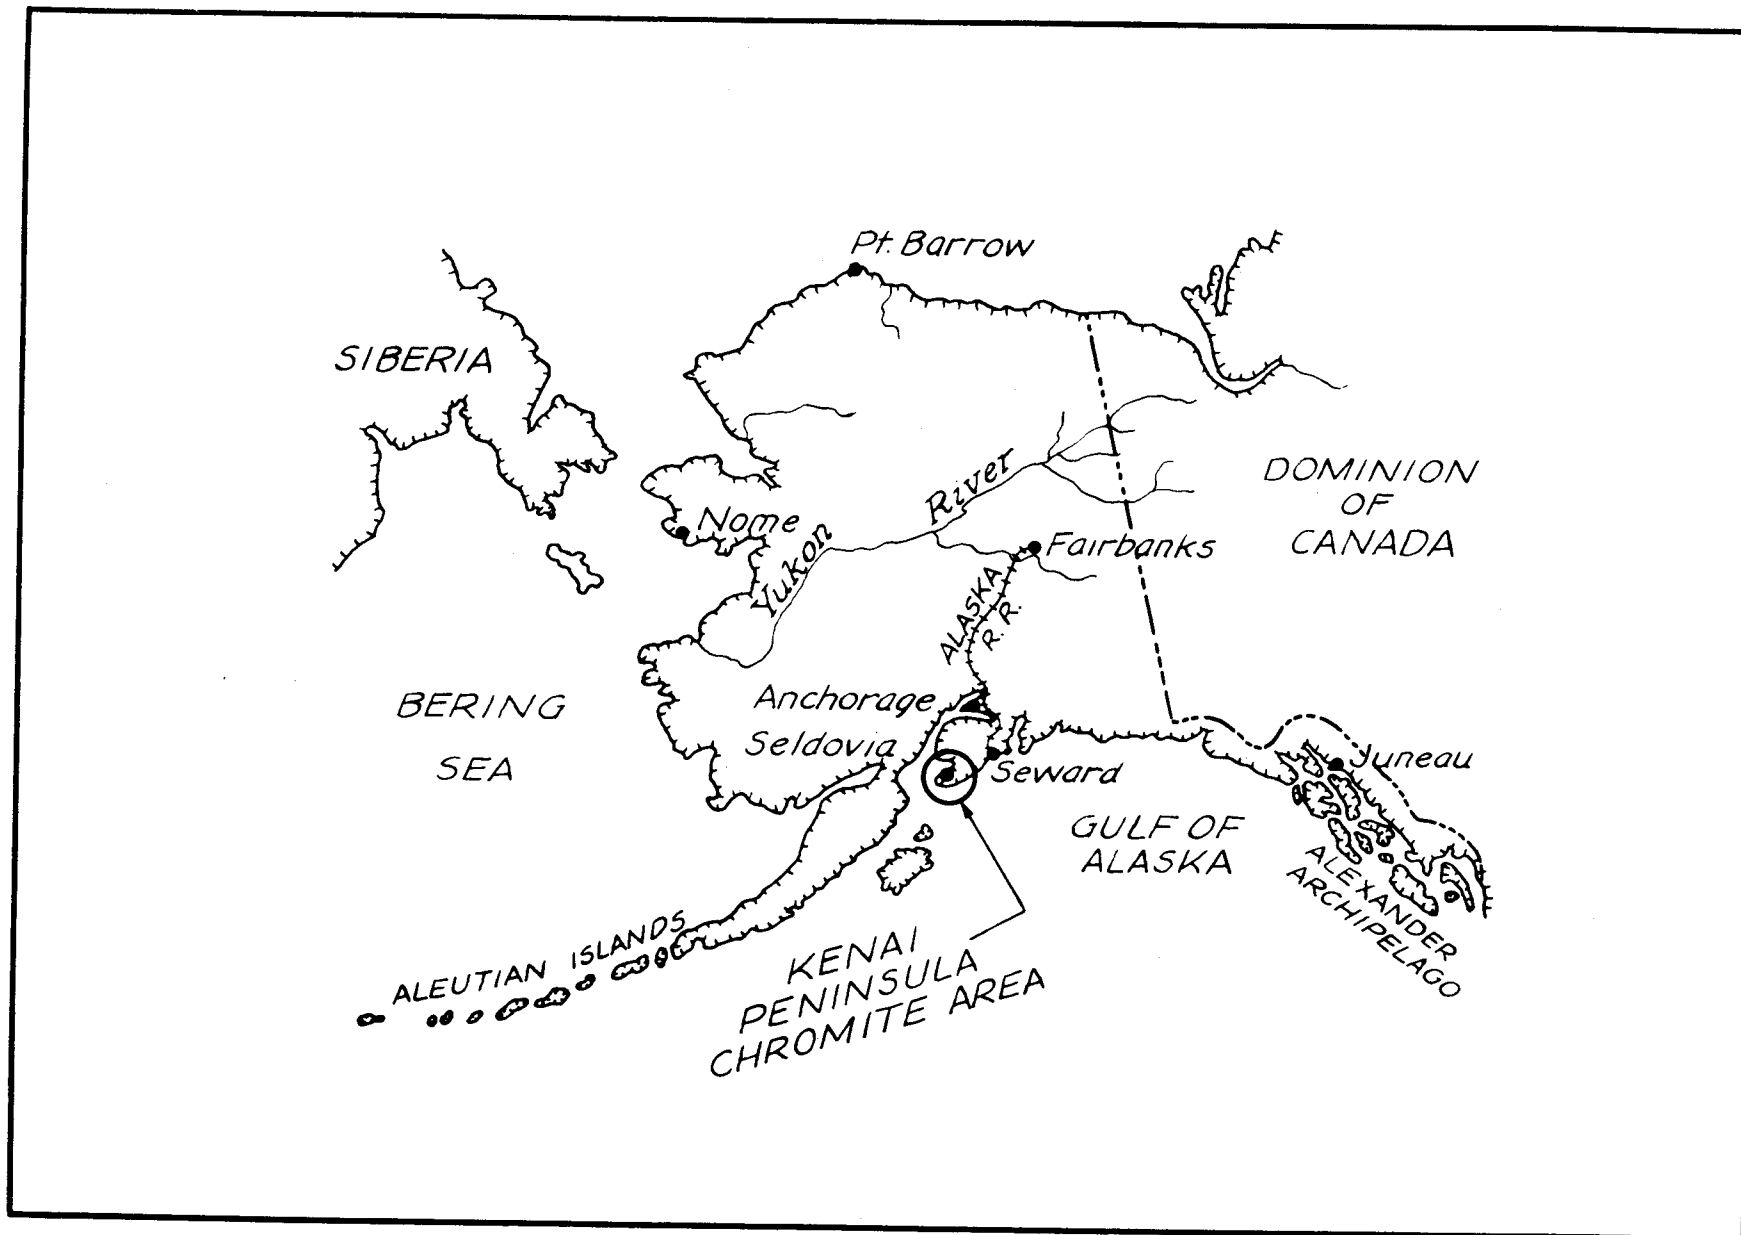 Pt. Barrow
SIBERIA
DOMINION
OF
CANADA
Yukon River
Nome
Fairbanks
ALASKA
R. R.
BERING
SEA
Anchorage
Seldovia
Seward
Juneau
GULF OF
ALASKA
ALEXANDER
ARCHIPELAGO
ALEUTIAN ISLANDS
KENAI
PENINSULA
CHROMITE AREA